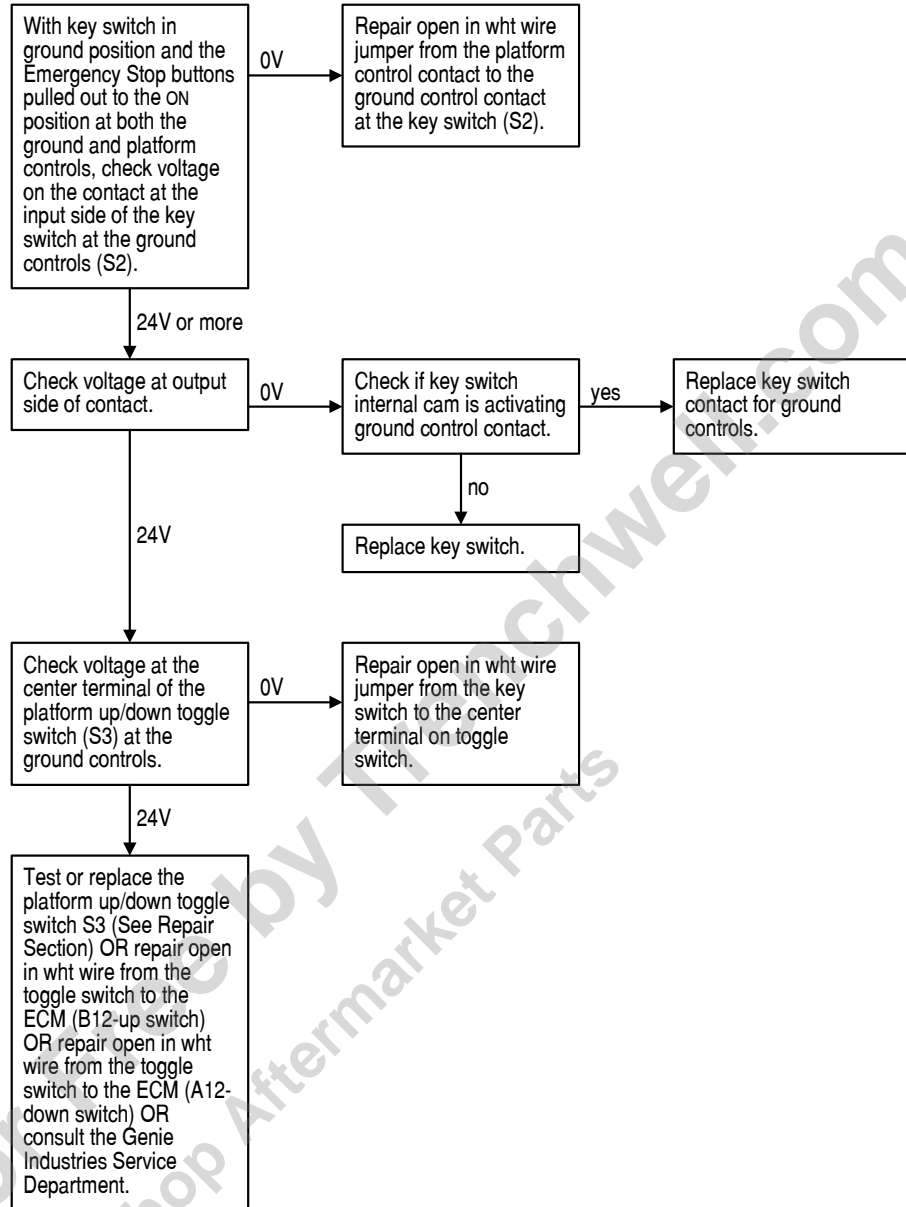 With key switch in
ground position and the
Emergency Stop buttons
pulled out to the ON
position at both the
ground and platform
controls, check voltage
on the contact at the
input side of the key
switch at the ground
controls (S2).
0V
Repair open in wht wire
jumper from the platform
control contact to the
ground control contact
at the key switch (S2).
24V or more
Check voltage at output
side of contact.
0V
Check if key switch
internal cam is activating
ground control contact.
yes
Replace key switch
contact for ground
controls.
no
Replace key switch.
24V
Check voltage at the
center terminal of the
platform up/down toggle
switch (S3) at the
ground controls.
0V
Repair open in wht wire
jumper from the key
switch to the center
terminal on toggle
switch.
24V
Test or replace the
platform up/down toggle
switch S3 (See Repair
Section) OR repair open
in wht wire from the
toggle switch to the
ECM (B12-up switch)
OR repair open in wht
wire from the toggle
switch to the ECM (A12-
down switch) OR
consult the Genie
Industries Service
Department.
or Free by Trenchwell.com
hop Aftermarket Parts